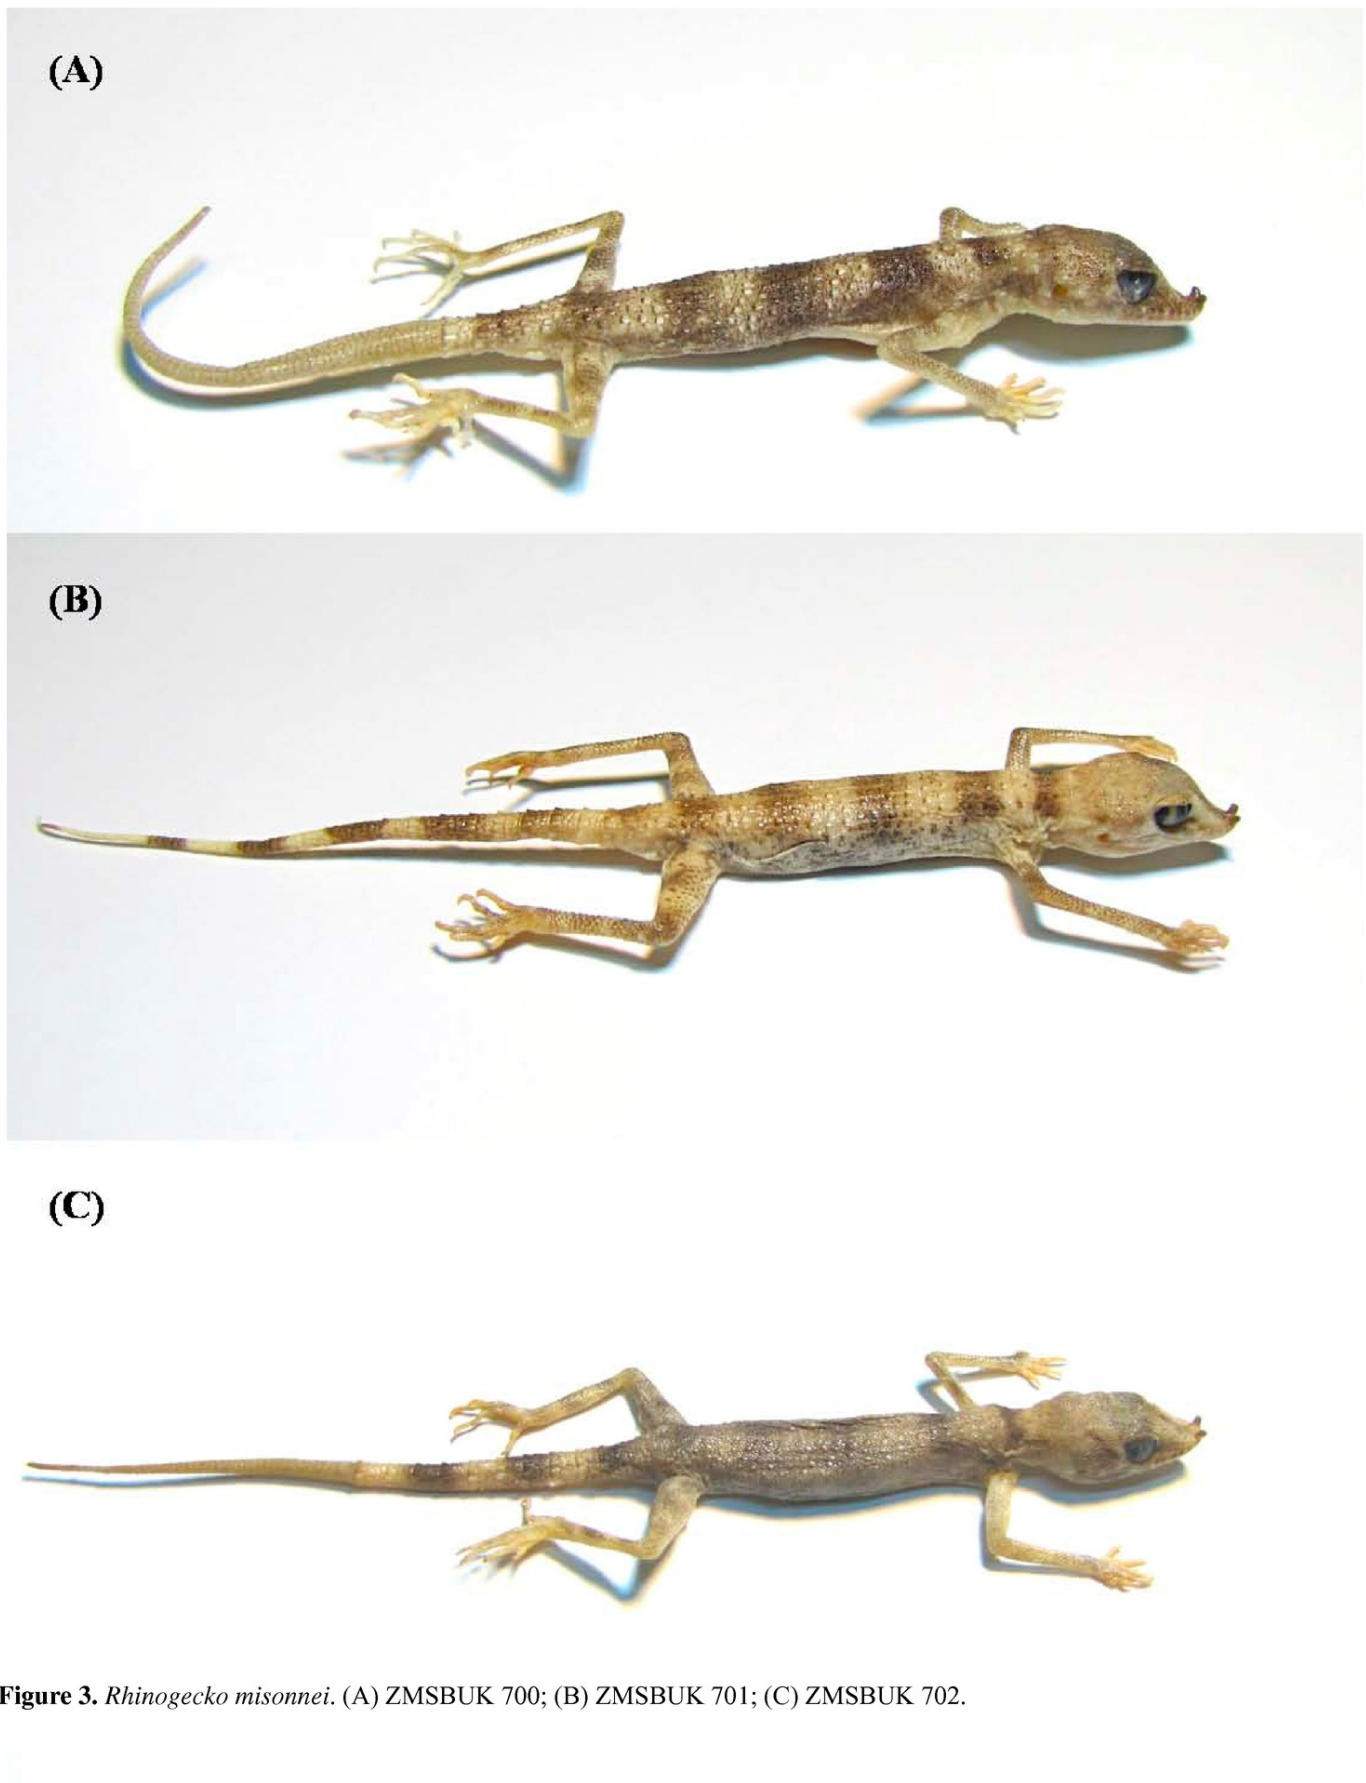 (A)
(B)
(C)
Figure 3. Rhinogecko misonnei. (A) ZMSBUK 700; (B) ZMSBUK 701; (C) ZMSBUK 702.